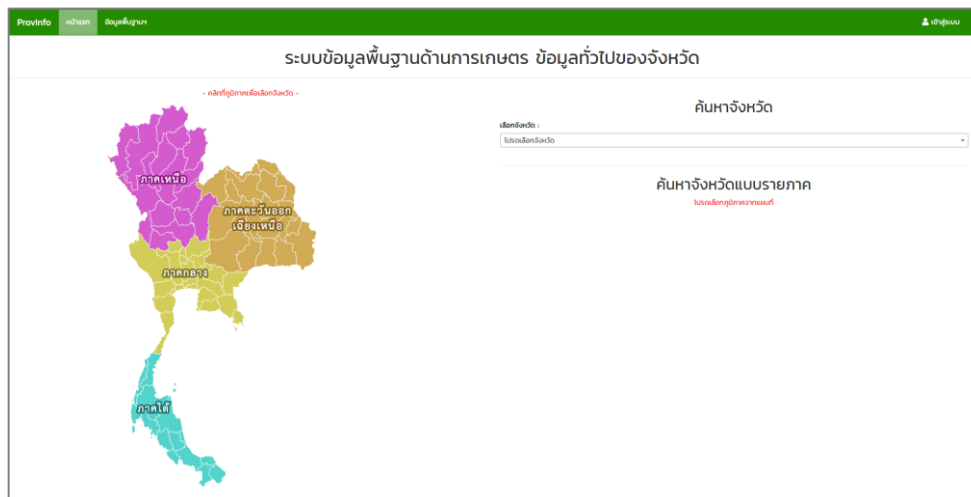 ProvInfo หน้าแรก ข้อมูลพื้นฐานฯ เข้าสู่ระบบ
ระบบข้อมูลพื้นฐานด้านการเกษตร ข้อมูลทั่วไปของจังหวัด
- คลิกที่ภูมิภาคเพื่อเลือกจังหวัด -
ภาคเหนือ
ภาคตะวันออก
เฉียงเหนือ
ภาคกลาง
ภาคใต้
ค้นหาจังหวัด
เลือกจังหวัด :
โปรดเลือกจังหวัด
ค้นหาจังหวัดแบบรายภาค
โปรดเลือกภูมิภาคจากแผนที่